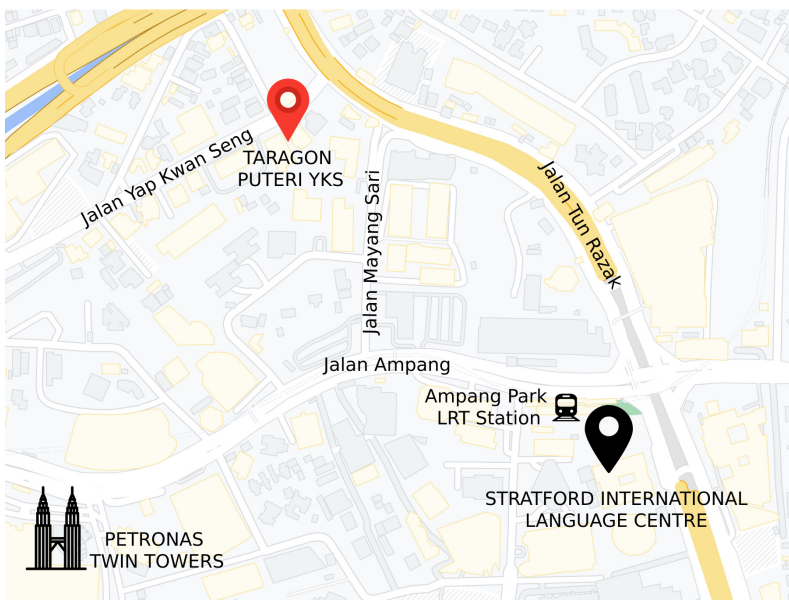 Jalan Yap Kwan Seng
TARAGON
PUTERI YKS
Jalan Mayang Sari
Jalan Tun Razak
Jalan Ampang
Ampang Park
LRT Station
STRATFORD INTERNATIONAL
LANGUAGE CENTRE
PETRONAS
TWIN TOWERS